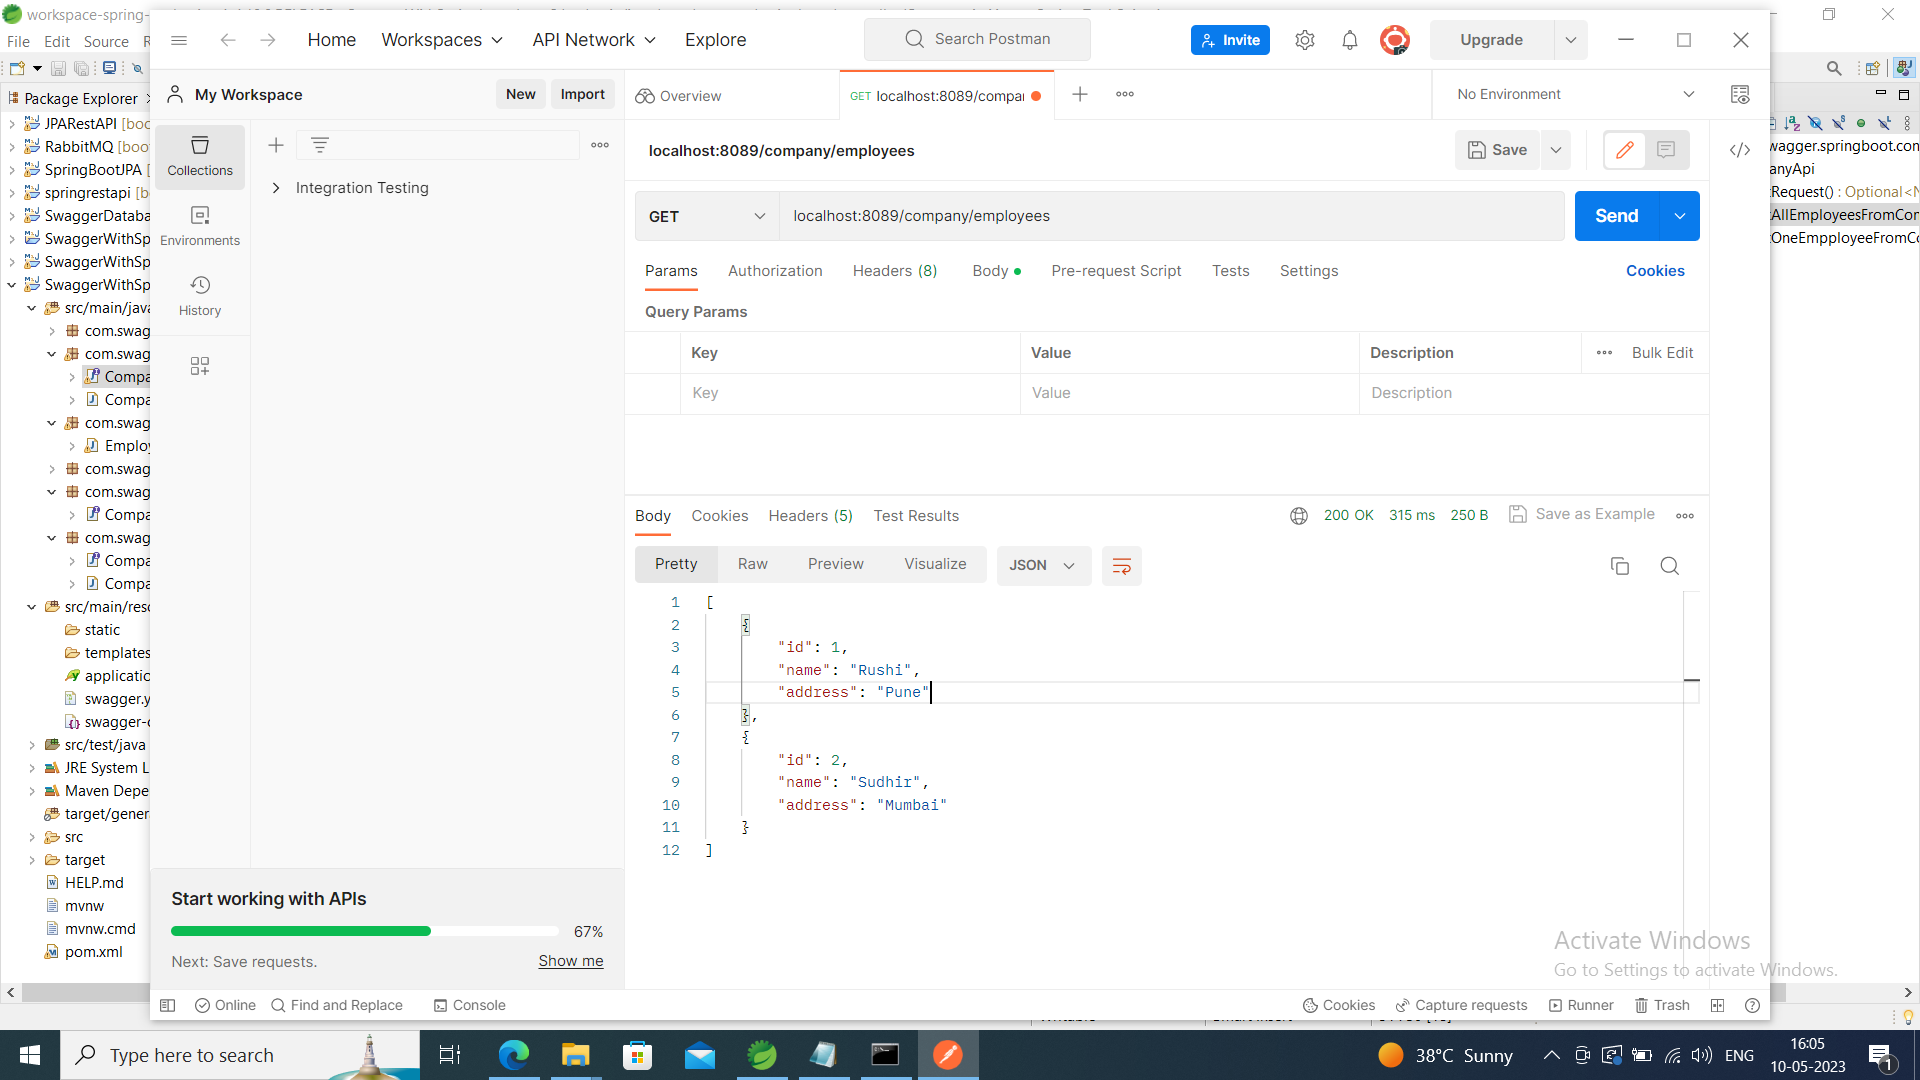 workspace-spring-
File Edit Source
Package Explorer
JPARestAPI [boo
RabbitMQ [boo
SpringBootJPA [
springrestapi [b
SwaggerDataba
SwaggerWithSp
SwaggerWithSp
SwaggerWithSp
src/main/java
com.swag
com.swag
Compa
Compa
com.swag
Employ
com.swag
com.swag
Compa
com.swag
Compa
Compa
src/main/reso
static
templates
applicatio
swagger.y
swagger-c
src/test/java
JRE System L
Maven Depe
target/gener
src
target
HELP.md
mvnw
mvnw.cmd
pom.xml
Home Workspaces API Network Explore
Search Postman
Invite
Upgrade
My Workspace
New Import
Overview
GET localhost:8089/compa
No Environment
Collections
Environments
History
Integration Testing
localhost:8089/company/employees
Save
GET localhost:8089/company/employees
Send
Params Authorization Headers (8) Body Pre-request Script Tests Settings
Cookies
Query Params
Key Value Description Bulk Edit
Key Value Description
Body Cookies Headers (5) Test Results
200 OK 315 ms 250 B Save as Example
Pretty Raw Preview Visualize JSON
1 [
2 {
3 "id": 1,
4 "name": "Rushi",
5 "address": "Pune"
6 },
7 {
8 "id": 2,
9 "name": "Sudhir",
10 "address": "Mumbai"
11 }
12 ]
Start working with APIs
67%
Next: Save requests. Show me
Online Find and Replace Console
Cookies Capture requests Runner Trash
wagger.springboot.com
anyApi
tRequest() : Optional<N
tAllEmployeesFromCom
tOneEmpployeeFromCo
Activate Windows
Go to Settings to activate Windows.
Type here to search
38°C Sunny
ENG
16:05
10-05-2023
1